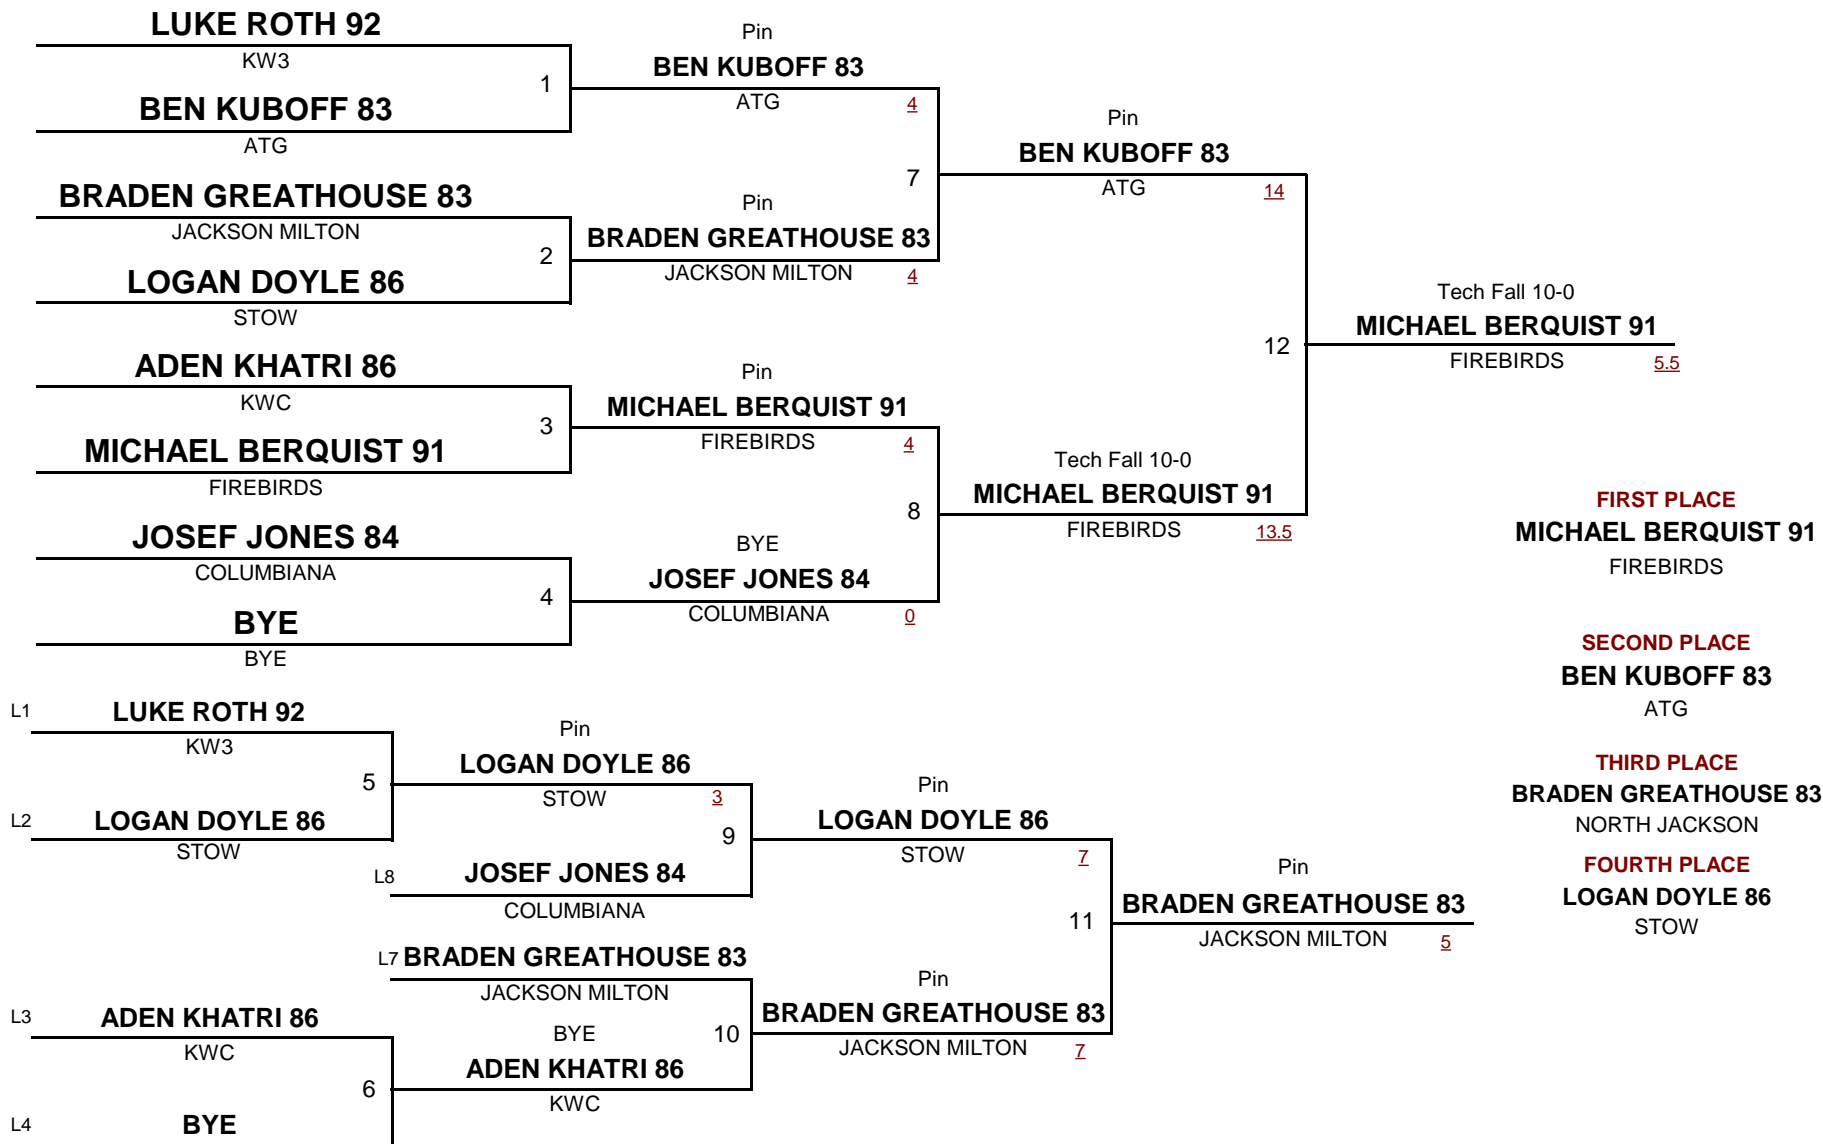 LUKE ROTH 92
KW3
1
BEN KUBOFF 83
ATG
Pin
BEN KUBOFF 83
ATG
4
BRADEN GREATHOUSE 83
JACKSON MILTON
2
LOGAN DOYLE 86
STOW
Pin
BRADEN GREATHOUSE 83
JACKSON MILTON
4
7
Pin
BEN KUBOFF 83
ATG
14
ADEN KHATRI 86
KWC
3
MICHAEL BERQUIST 91
FIREBIRDS
Pin
MICHAEL BERQUIST 91
FIREBIRDS
4
JOSEF JONES 84
COLUMBIANA
4
BYE
BYE
BYE
JOSEF JONES 84
COLUMBIANA
0
8
Tech Fall 10-0
MICHAEL BERQUIST 91
FIREBIRDS
13.5
12
Tech Fall 10-0
MICHAEL BERQUIST 91
FIREBIRDS
5.5
FIRST PLACE
MICHAEL BERQUIST 91
FIREBIRDS
SECOND PLACE
BEN KUBOFF 83
ATG
THIRD PLACE
BRADEN GREATHOUSE 83
NORTH JACKSON
FOURTH PLACE
LOGAN DOYLE 86
STOW
L1
LUKE ROTH 92
KW3
5
L2
LOGAN DOYLE 86
STOW
Pin
LOGAN DOYLE 86
STOW
3
9
L8
JOSEF JONES 84
COLUMBIANA
Pin
LOGAN DOYLE 86
STOW
7
L7
BRADEN GREATHOUSE 83
JACKSON MILTON
10
L3
ADEN KHATRI 86
KWC
6
L4
BYE
BYE
ADEN KHATRI 86
KWC
Pin
BRADEN GREATHOUSE 83
JACKSON MILTON
7
11
Pin
BRADEN GREATHOUSE 83
JACKSON MILTON
5